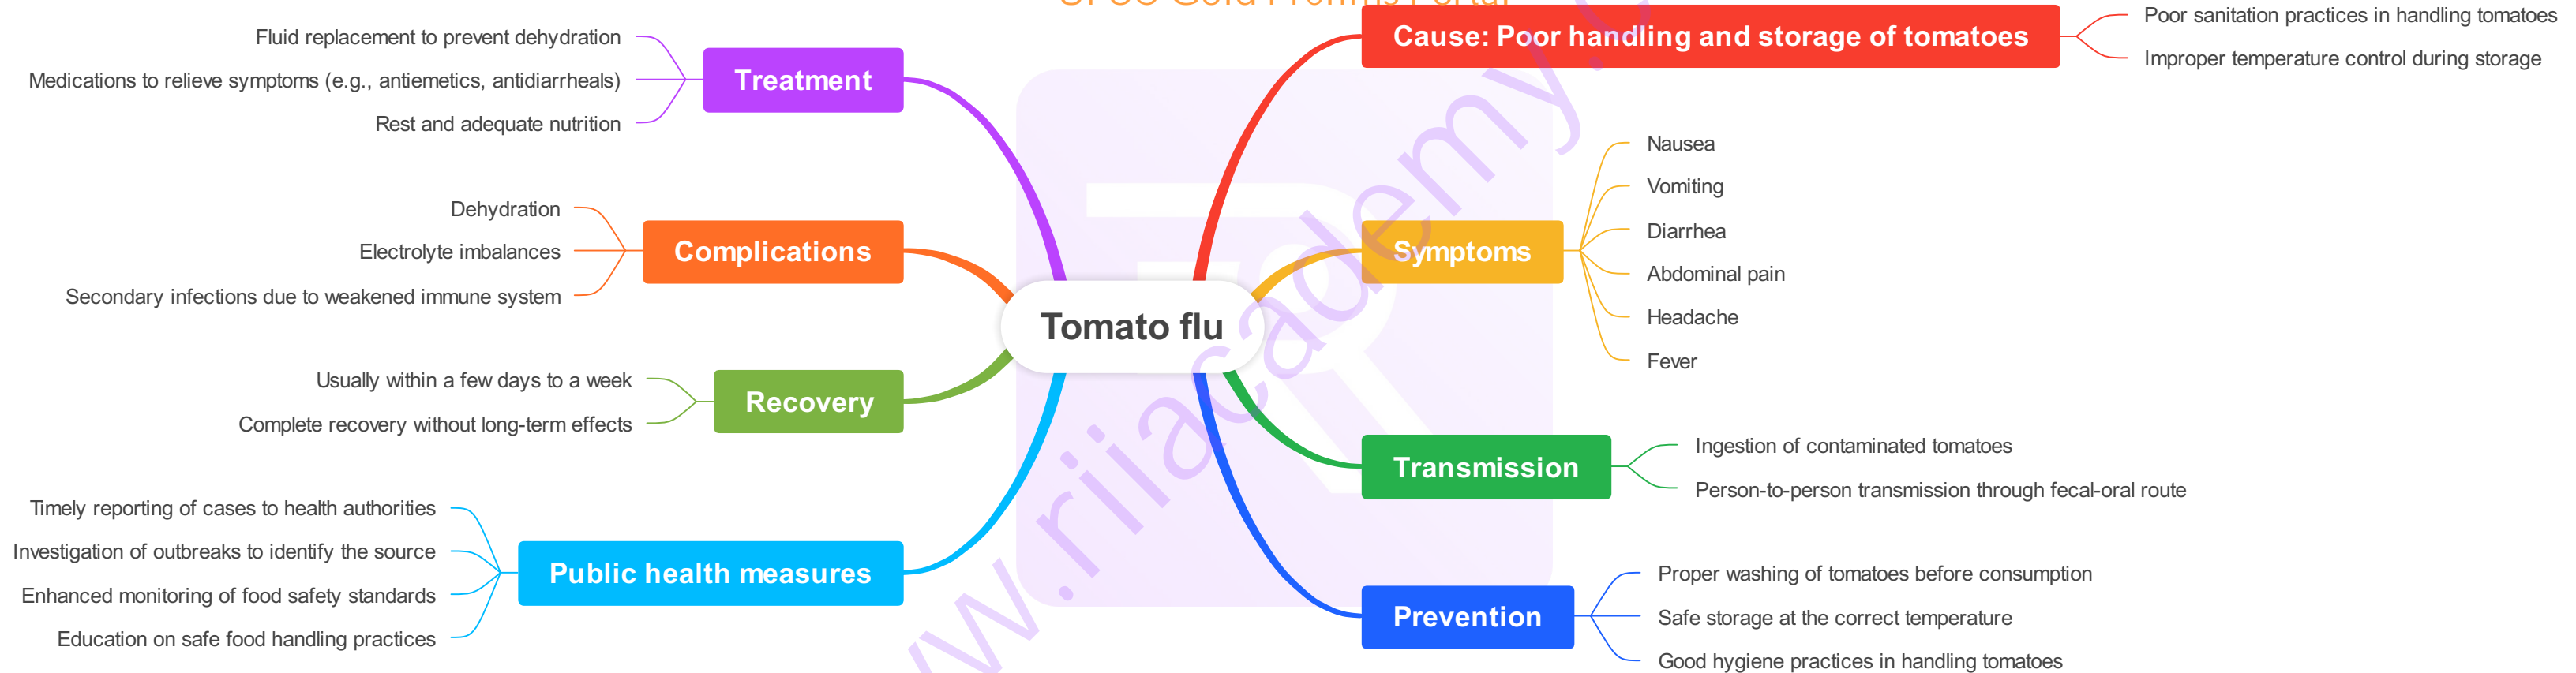 Tomato flu
Cause: Poor handling and storage of tomatoes
Poor sanitation practices in handling tomatoes
Improper temperature control during storage
Symptoms
Nausea
Vomiting
Diarrhea
Abdominal pain
Headache
Fever
Transmission
Ingestion of contaminated tomatoes
Person-to-person transmission through fecal-oral route
Prevention
Proper washing of tomatoes before consumption
Safe storage at the correct temperature
Good hygiene practices in handling tomatoes
Treatment
Fluid replacement to prevent dehydration
Medications to relieve symptoms (e.g., antiemetics, antidiarrheals)
Rest and adequate nutrition
Complications
Dehydration
Electrolyte imbalances
Secondary infections due to weakened immune system
Recovery
Usually within a few days to a week
Complete recovery without long-term effects
Public health measures
Timely reporting of cases to health authorities
Investigation of outbreaks to identify the source
Enhanced monitoring of food safety standards
Education on safe food handling practices